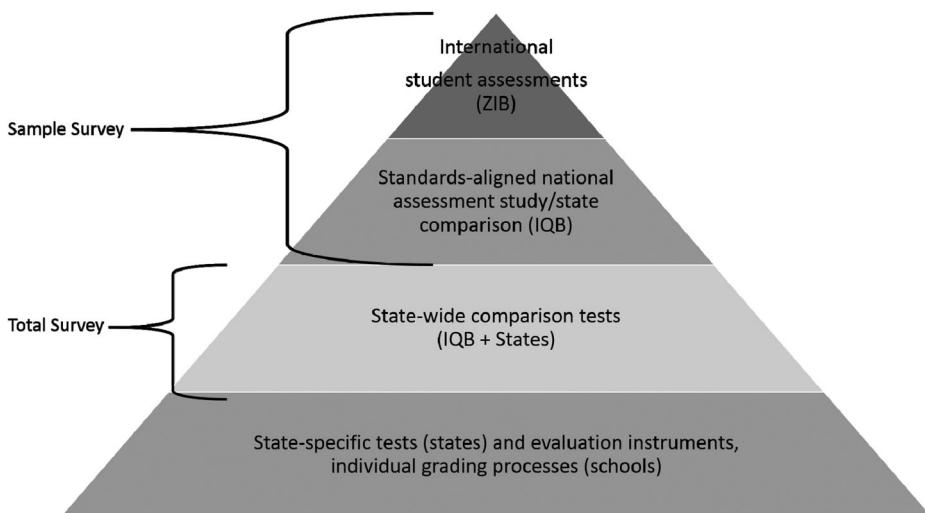 International
student assessments
(ZIB)
Sample Survey
Standards-aligned national
assessment study/state
comparison (IQB)
State-wide comparison tests
(IQB + States)
Total Survey
State-specific tests (states) and evaluation instruments,
individual grading processes (schools)